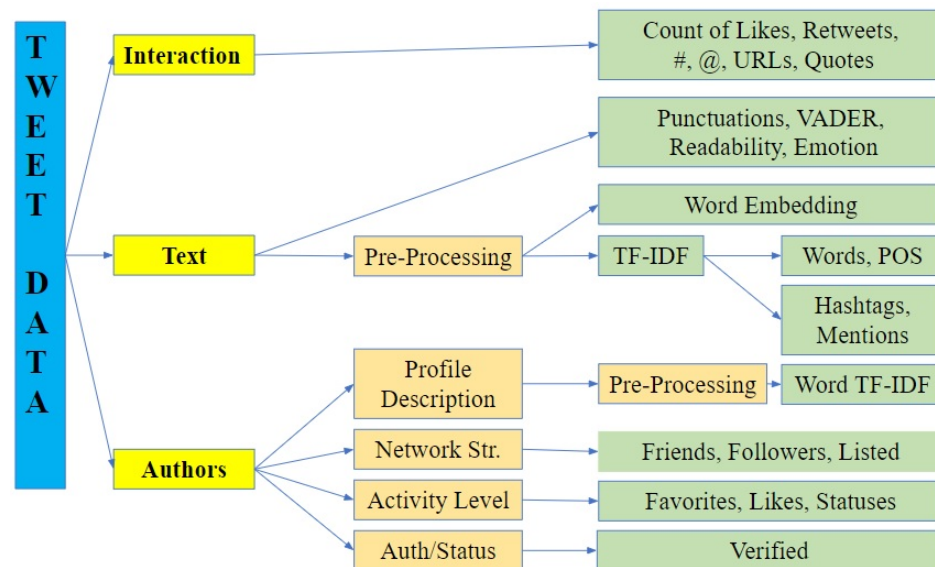 TWEET DATA
Interaction
Count of Likes, Retweets,
#, @, URLs, Quotes
Punctuations, VADER,
Readability, Emotion
Word Embedding
Text
Pre-Processing
TF-IDF
Words, POS
Hashtags,
Mentions
Profile
Description
Pre-Processing
Word TF-IDF
Authors
Network Str.
Friends, Followers, Listed
Activity Level
Favorites, Likes, Statuses
Auth/Status
Verified